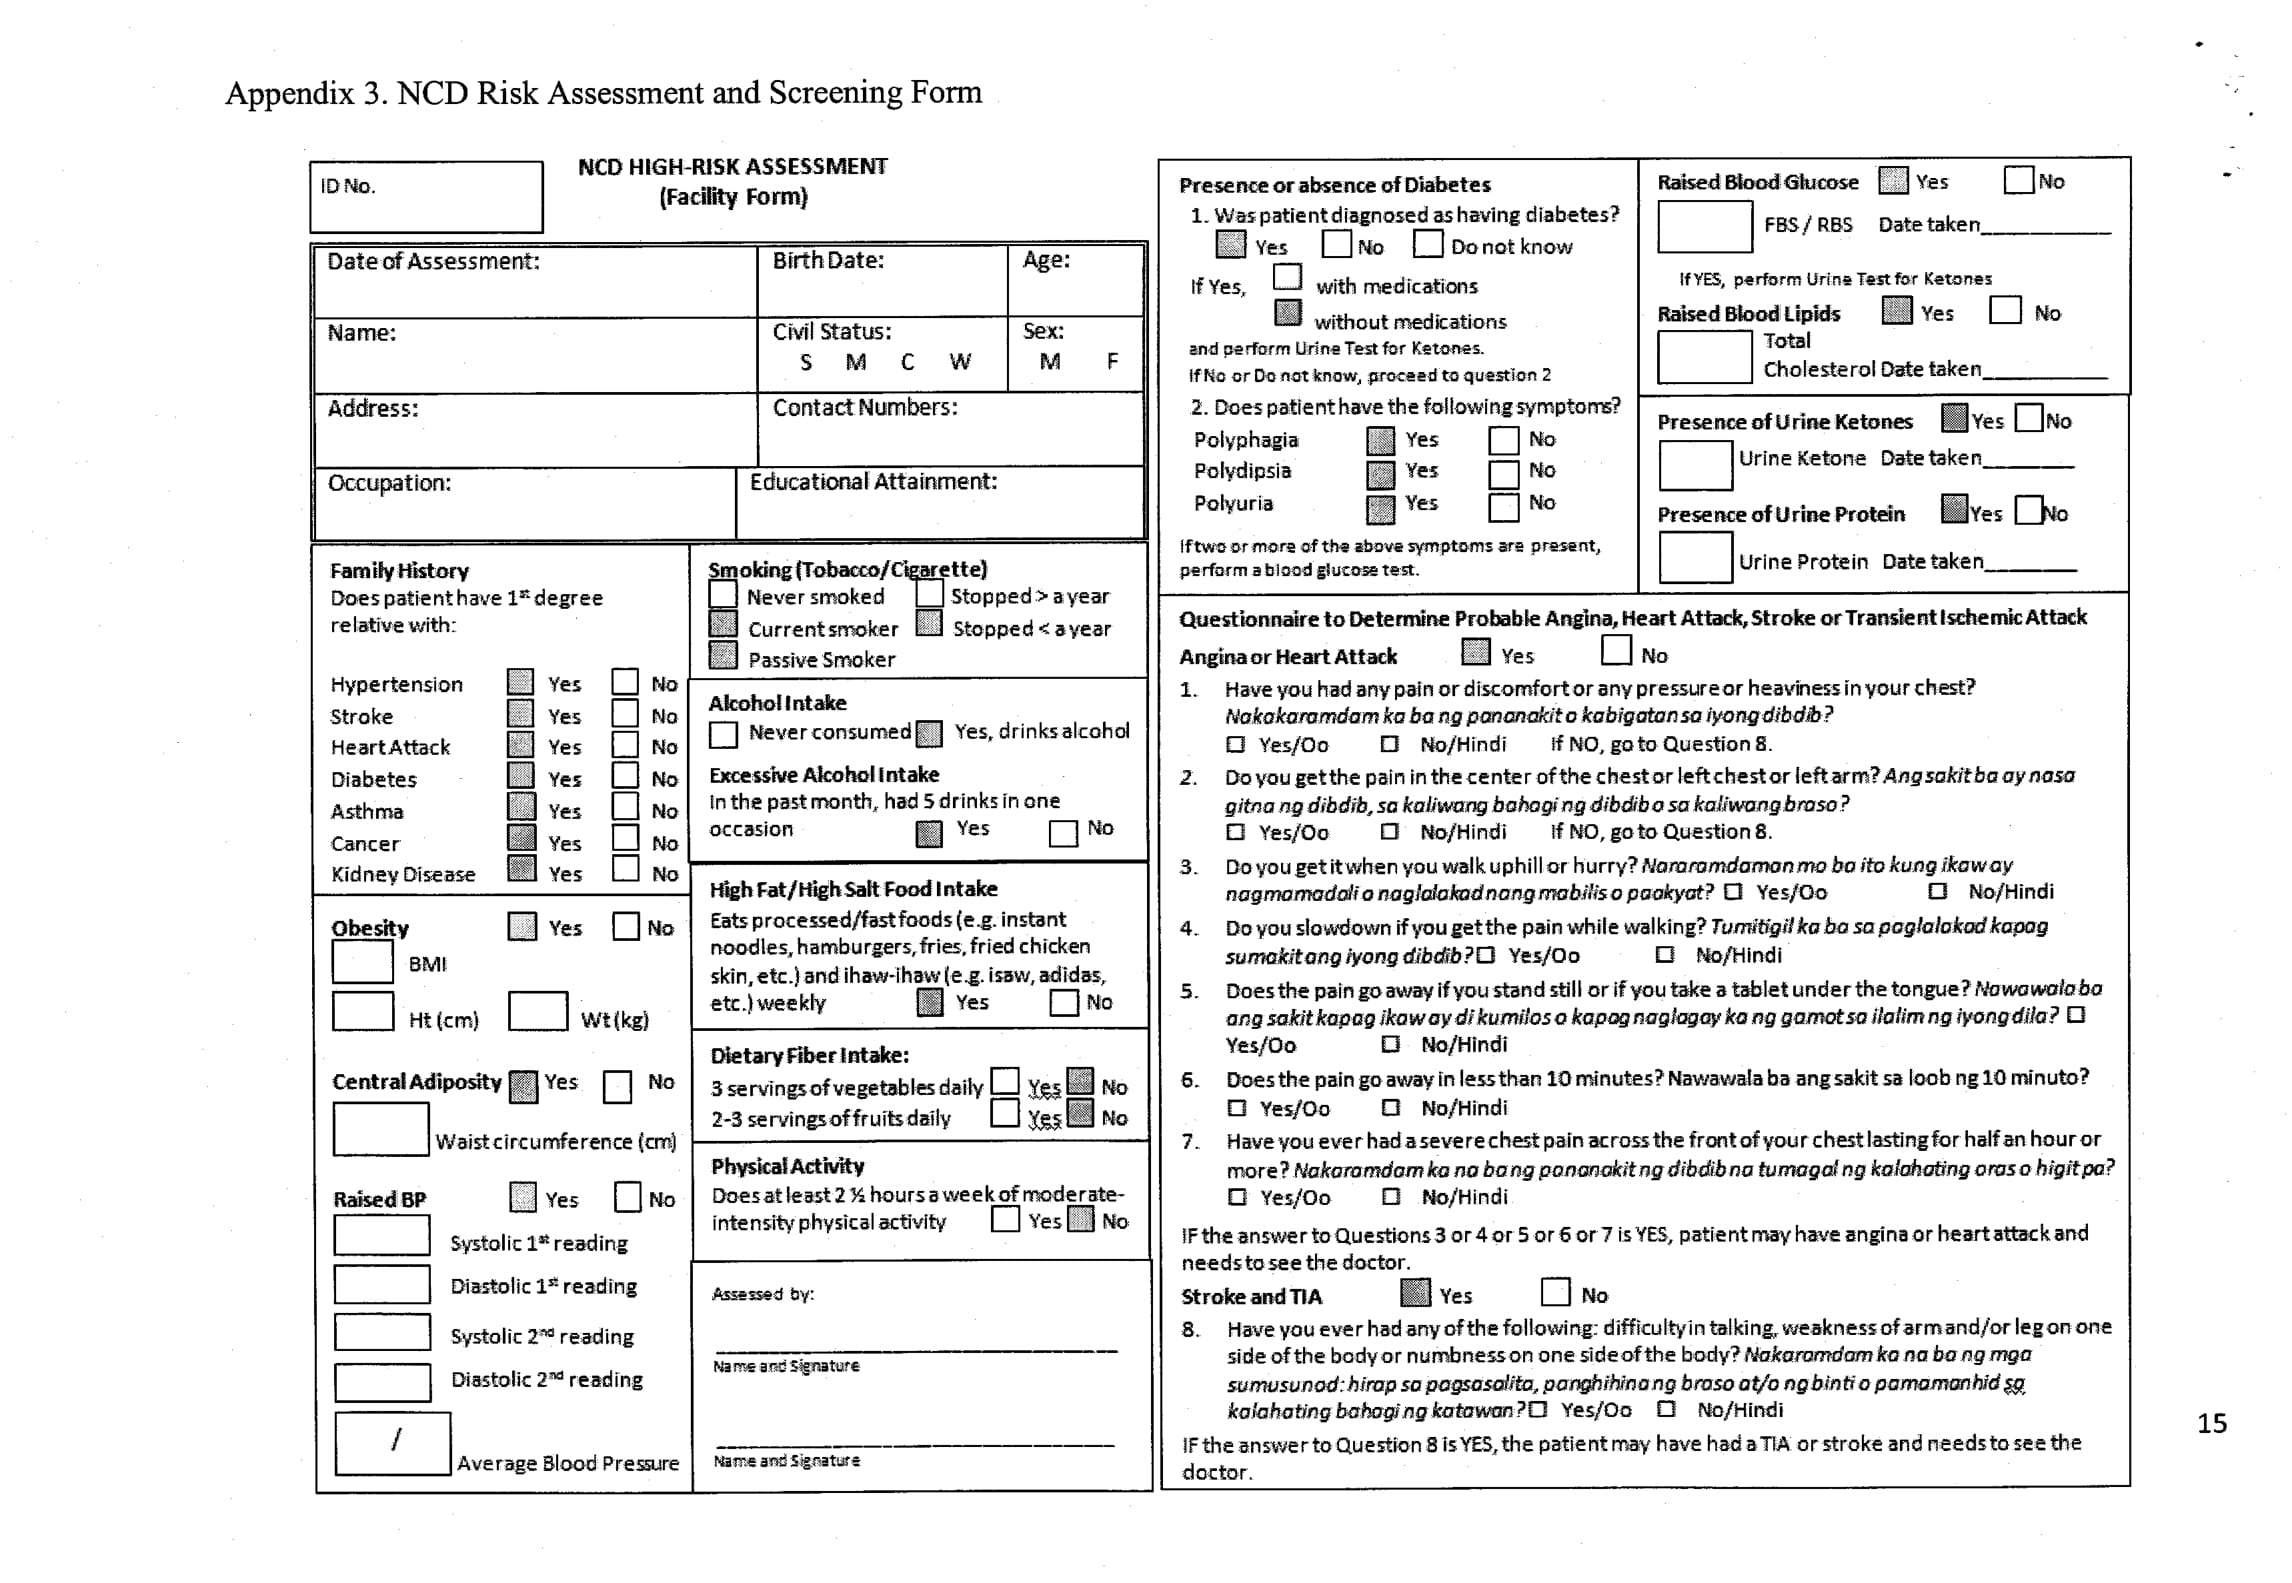 Appendix 3. NCD Risk Assessment and Screening Form
ID No.
NCD HIGH-RISK ASSESSMENT
(Facility Form)
Date of Assessment:
Birth Date:
Age:
Name:
Civil Status:
S M C W
Sex:
M F
Address:
Contact Numbers:
Occupation:
Educational Attainment:
Family History
Does patient have 1st degree
relative with:
Hypertension Yes No
Stroke Yes No
Heart Attack Yes No
Diabetes Yes No
Asthma Yes No
Cancer Yes No
Kidney Disease Yes No
Obesity Yes No
BMI
Ht (cm) Wt (kg)
Central Adiposity Yes No
Waist circumference (cm)
Raised BP Yes No
Systolic 1st reading
Diastolic 1st reading
Systolic 2nd reading
Diastolic 2nd reading
/
Average Blood Pressure
Smoking (Tobacco/Cigarette)
Never smoked Stopped > a year
Current smoker Stopped < a year
Passive Smoker
Alcohol Intake
Never consumed Yes, drinks alcohol
Excessive Alcohol Intake
In the past month, had 5 drinks in one
occasion Yes No
High Fat/High Salt Food Intake
Eats processed/fast foods (e.g. instant
noodles, hamburgers, fries, fried chicken
skin, etc.) and ihaw-ihaw (e.g. isaw, adidas,
etc.) weekly Yes No
Dietary Fiber Intake:
3 servings of vegetables daily Yes No
2-3 servings of fruits daily Yes No
Physical Activity
Does at least 2 ½ hours a week of moderate-
intensity physical activity Yes No
Assessed by:
Name and Signature
Name and Signature
Presence or absence of Diabetes
1. Was patient diagnosed as having diabetes?
Yes No Do not know
If Yes, with medications
without medications
and perform Urine Test for Ketones.
If No or Do not know, proceed to question 2
2. Does patient have the following symptoms?
Polyphagia Yes No
Polydipsia Yes No
Polyuria Yes No
If two or more of the above symptoms are present,
perform a blood glucose test.
Raised Blood Glucose Yes No
FBS / RBS Date taken
If YES, perform Urine Test for Ketones
Raised Blood Lipids Yes No
Total
Cholesterol Date taken
Presence of Urine Ketones Yes No
Urine Ketone Date taken
Presence of Urine Protein Yes No
Urine Protein Date taken
Questionnaire to Determine Probable Angina, Heart Attack, Stroke or Transient Ischemic Attack
Angina or Heart Attack Yes No
1. Have you had any pain or discomfort or any pressure or heaviness in your chest?
Nakakaramdam ka ba ng pananakit o kabigatan sa iyong dibdib?
Yes/Oo No/Hindi If NO, go to Question 8.
2. Do you get the pain in the center of the chest or left chest or left arm? Ang sakit ba ay nasa
gitna ng dibdib, sa kaliwang bahagi ng dibdib o sa kaliwang braso?
Yes/Oo No/Hindi If NO, go to Question 8.
3. Do you get it when you walk uphill or hurry? Nararamdaman mo ba ito kung ikaw ay
nagmamadali o naglalakad nang mabilis o paakyat? Yes/Oo No/Hindi
4. Do you slowdown if you get the pain while walking? Tumitigil ka ba sa paglalakad kapag
sumakit ang iyong dibdib? Yes/Oo No/Hindi
5. Does the pain go away if you stand still or if you take a tablet under the tongue? Nawawala ba
ang sakit kapag ikaw ay di kumilos o kapag naglagay ka ng gamot sa ilalim ng iyong dila?
Yes/Oo No/Hindi
6. Does the pain go away in less than 10 minutes? Nawawala ba ang sakit sa loob ng 10 minuto?
Yes/Oo No/Hindi
7. Have you ever had a severe chest pain across the front of your chest lasting for half an hour or
more? Nakaramdam ka na bang pananakit ng dibdib na tumagal ng kalahating oras o higit pa?
Yes/Oo No/Hindi
IF the answer to Questions 3 or 4 or 5 or 6 or 7 is YES, patient may have angina or heart attack and
needs to see the doctor.
Stroke and TIA Yes No
8. Have you ever had any of the following: difficulty in talking, weakness of arm and/or leg on one
side of the body or numbness on one side of the body? Nakaramdam ka na ba ng mga
sumusunod: hirap sa pagsasalita, panghihina ng braso at/o ng binti o pamamanhid sa
kalahating bahagi ng katawan? Yes/Oo No/Hindi
IF the answer to Question 8 is YES, the patient may have had a TIA or stroke and needs to see the
doctor.
15